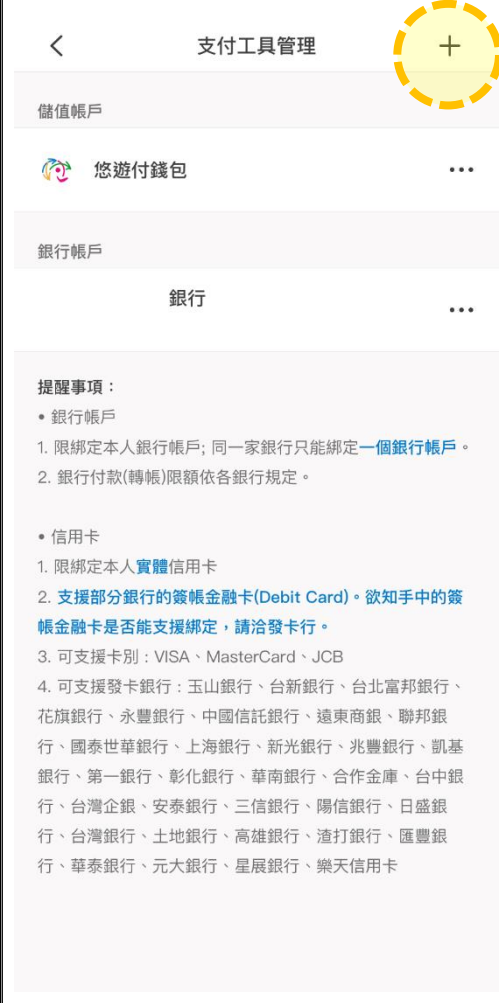 支付工具管理
儲值帳戶
悠遊付錢包
銀行帳戶
銀行
提醒事項：
• 銀行帳戶
1. 限綁定本人銀行帳戶; 同一家銀行只能綁定一個銀行帳戶。
2. 銀行付款(轉帳)限額依各銀行規定。
• 信用卡
1. 限綁定本人實體信用卡
2. 支援部分銀行的簽帳金融卡(Debit Card)。欲知手中的簽
帳金融卡是否能支援綁定，請洽發卡行。
3. 可支援卡別：VISA、MasterCard、JCB
4. 可支援發卡銀行：玉山銀行、台新銀行、台北富邦銀行、
花旗銀行、永豐銀行、中國信託銀行、遠東商銀、聯邦銀
行、國泰世華銀行、上海銀行、新光銀行、兆豐銀行、凱基
銀行、第一銀行、彰化銀行、華南銀行、合作金庫、台中銀
行、台灣企銀、安泰銀行、三信銀行、陽信銀行、日盛銀
行、台灣銀行、土地銀行、高雄銀行、渣打銀行、匯豐銀
行、華泰銀行、元大銀行、星展銀行、樂天信用卡